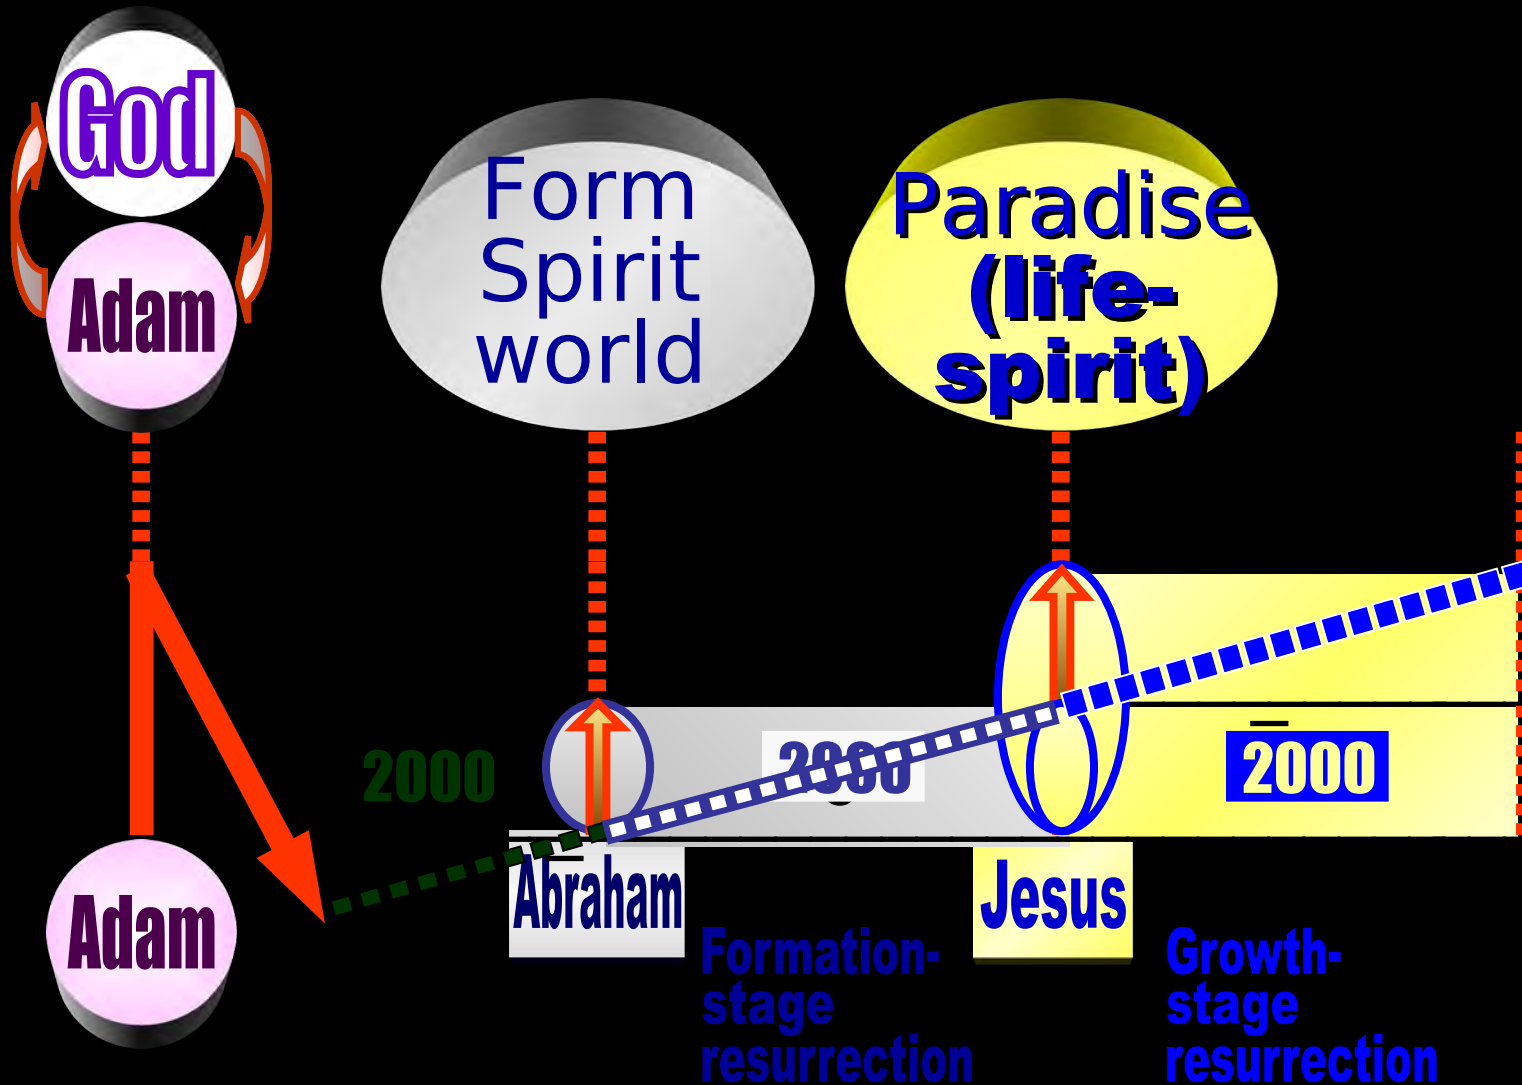 God
Adam
Form
Spirit
world
Paradise
(life-
spirit)
2000
2000
2000
Abraham
Jesus
Adam
Formation-
stage
resurrection
Growth-
stage
resurrection